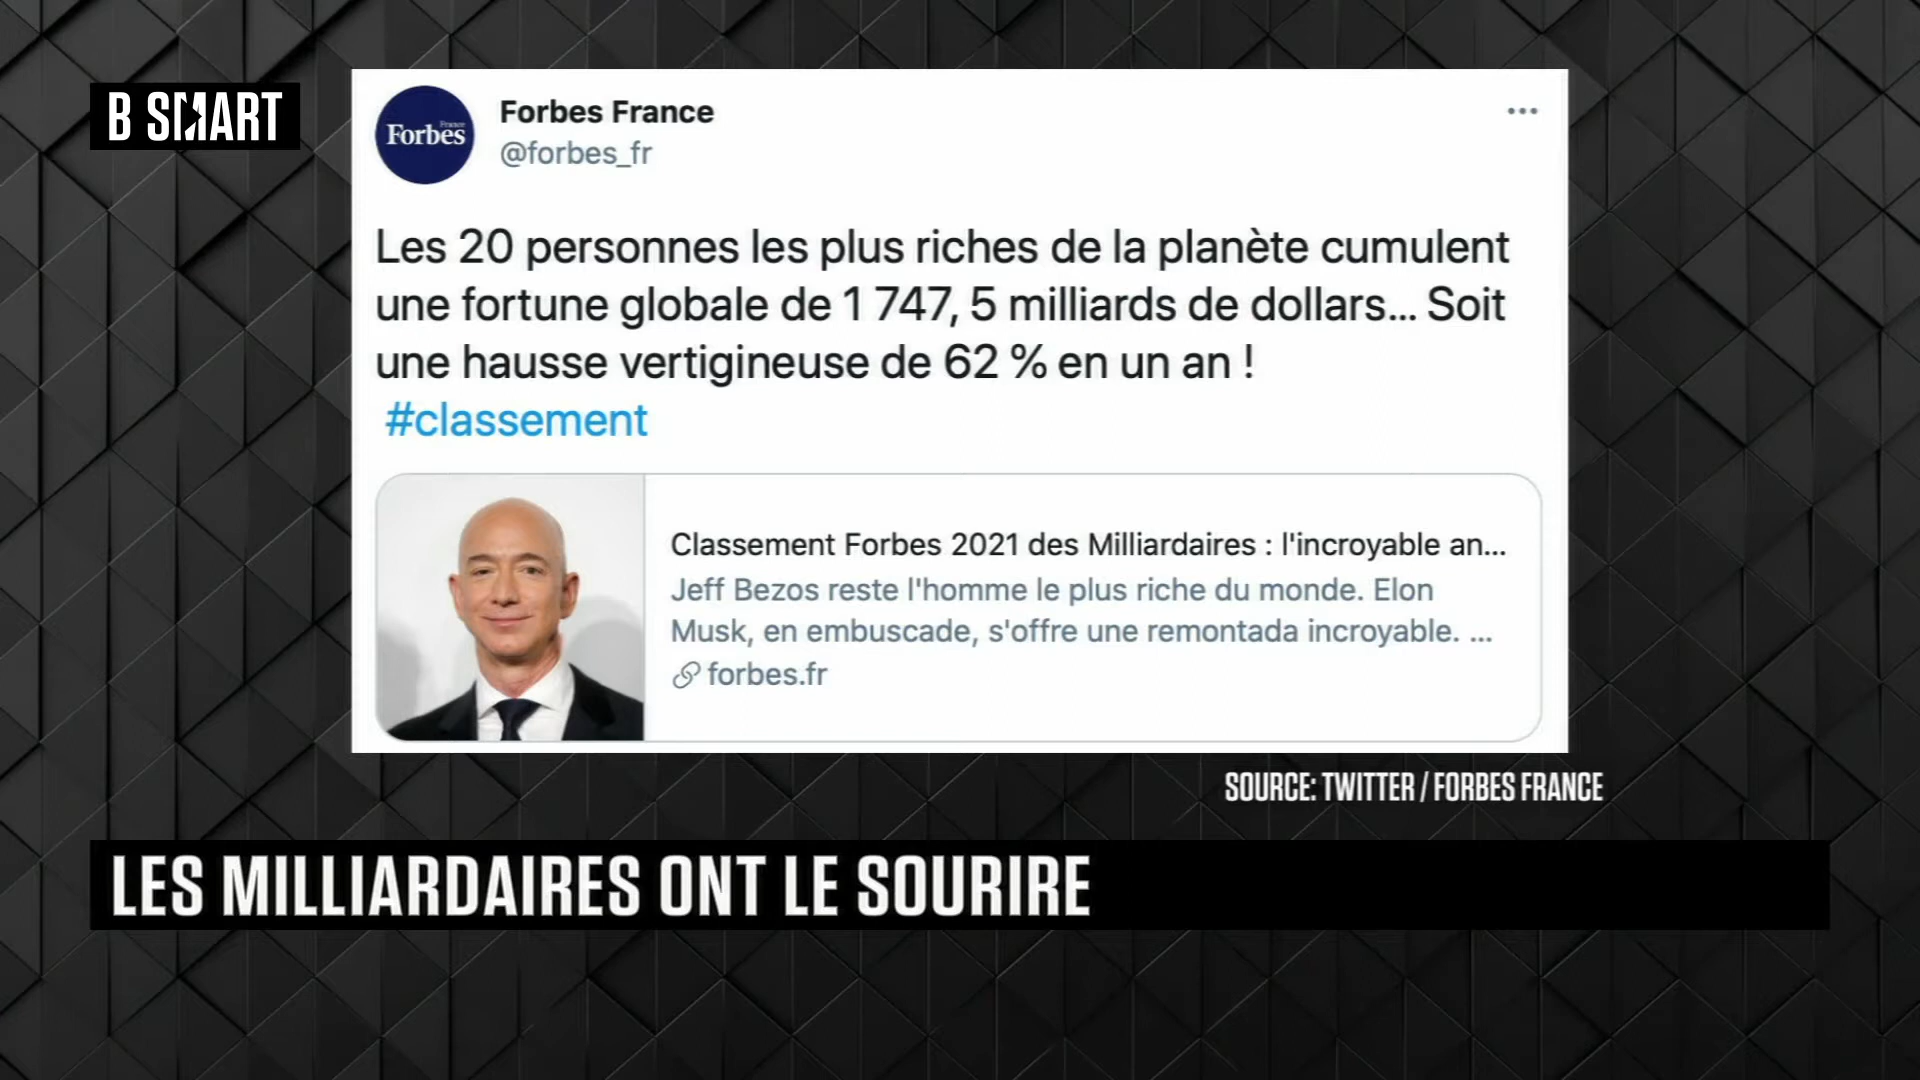 B SMART
Forbes France
@forbes_fr
France
Forbes
Les 20 personnes les plus riches de la planète cumulent
une fortune globale de 1 747, 5 milliards de dollars... Soit
une hausse vertigineuse de 62 % en un an !
#classement
Classement Forbes 2021 des Milliardaires : l'incroyable an...
Jeff Bezos reste l'homme le plus riche du monde. Elon
Musk, en embuscade, s'offre une remontada incroyable. ...
forbes.fr
SOURCE: TWITTER / FORBES FRANCE
LES MILLIARDAIRES ONT LE SOURIRE